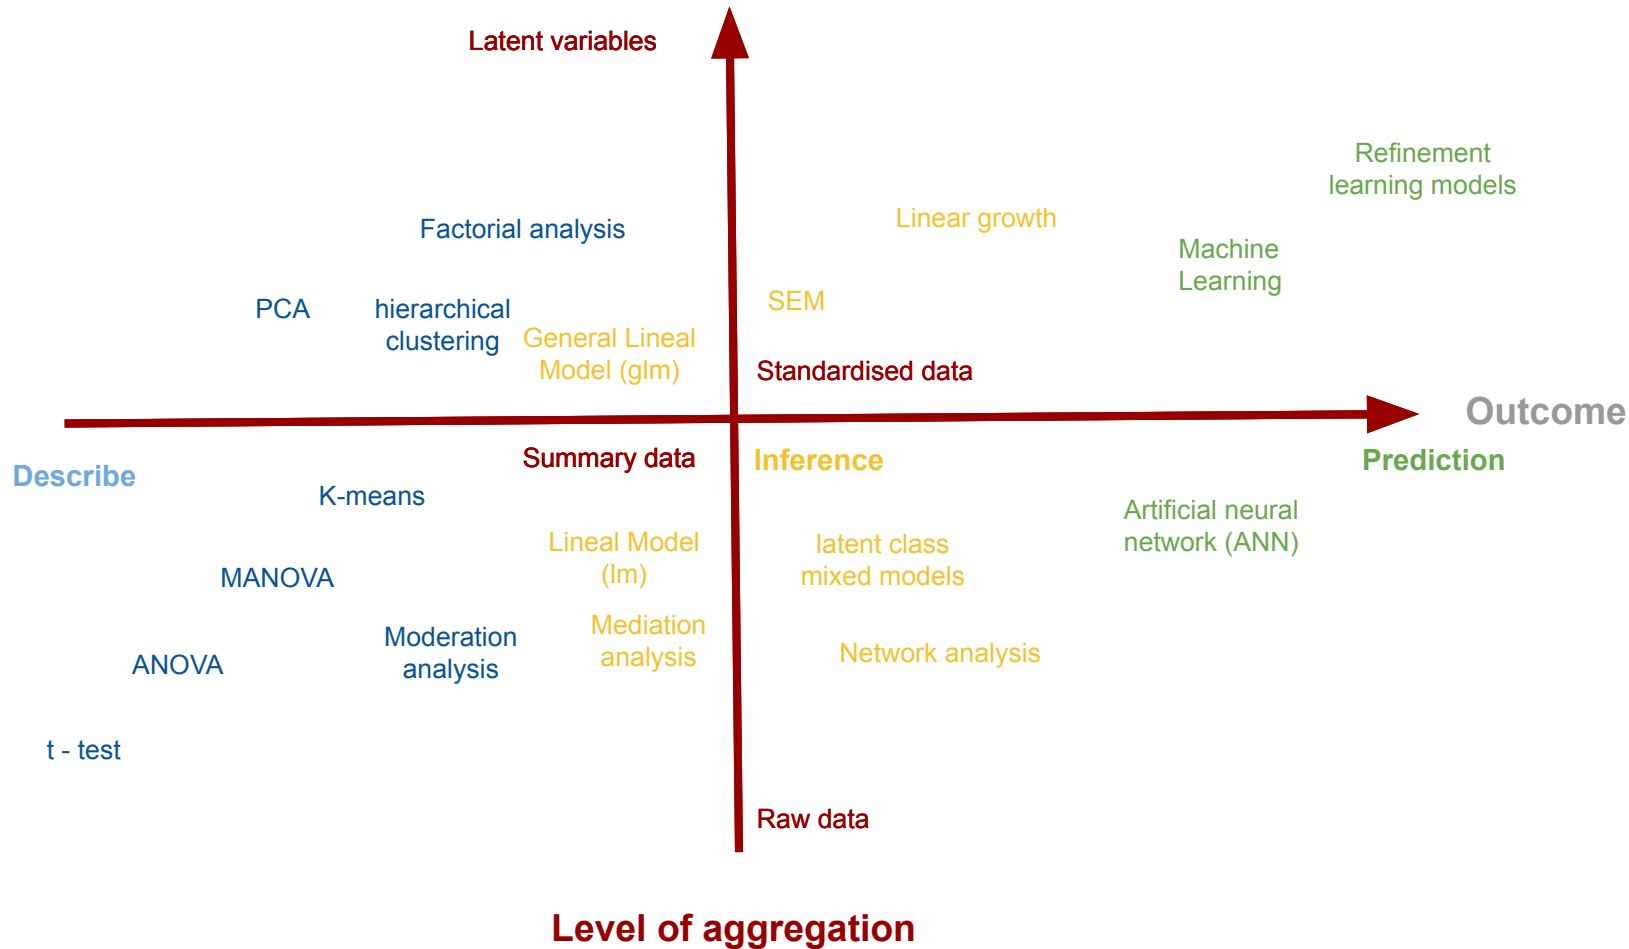 Latent variables
Refinement
learning models
Factorial analysis
Linear growth
Machine
Learning
PCA
hierarchical
clustering
General Lineal
Model (glm)
SEM
Standardised data
Outcome
Describe
Summary data
Inference
Prediction
K-means
Lineal Model
(lm)
latent class
mixed models
Artificial neural
network (ANN)
MANOVA
Moderation
analysis
Mediation
analysis
Network analysis
ANOVA
t - test
Raw data
Level of aggregation